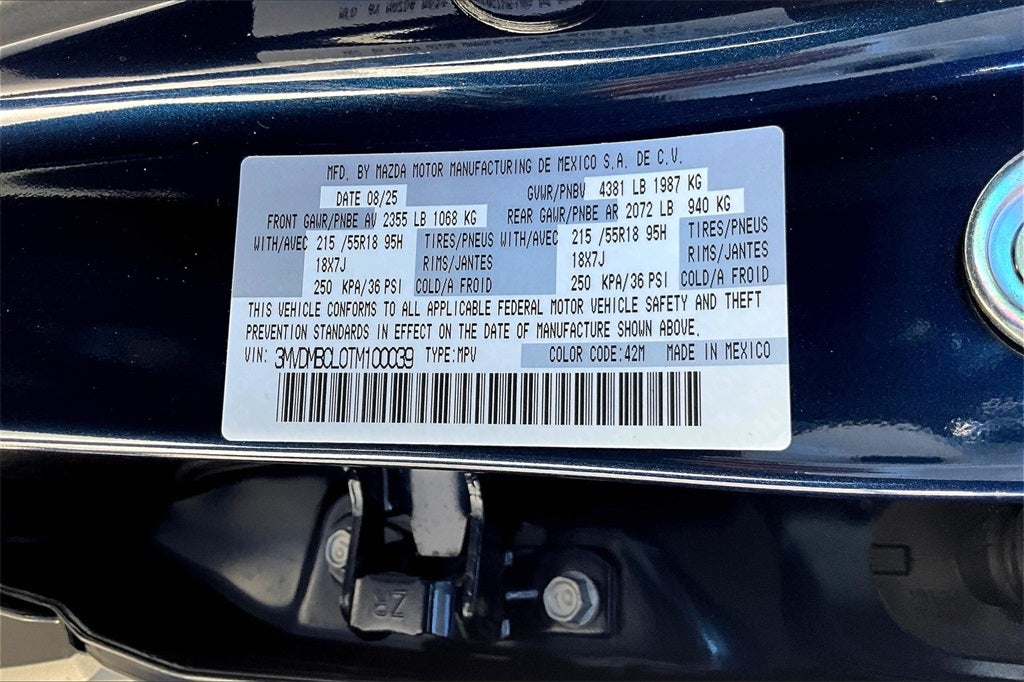 MFD. BY MAZDA MOTOR MANUFACTURING DE MEXICO S.A. DE C.V.
DATE 08/25 GVWR/PNBV 4381 LB 1987 KG
FRONT GAWR/PNBE AV 2355 LB 1068 KG REAR GAWR/PNBE AR 2072 LB 940 KG
WITH/AVEC 215 /55R18 95H TIRES/PNEUS WITH/AVEC 215 /55R18 95H TIRES/PNEUS
18X7J RIMS/JANTES 18X7J RIMS/JANTES
250 KPA/36 PSI COLD/A FROID 250 KPA/36 PSI COLD/A FROID
THIS VEHICLE CONFORMS TO ALL APPLICABLE FEDERAL MOTOR VEHICLE SAFETY AND THEFT
PREVENTION STANDARDS IN EFFECT ON THE DATE OF MANUFACTURE SHOWN ABOVE.
VIN: 3MVDMBCL0TM100039 TYPE:MPV COLOR CODE:42M MADE IN MEXICO
ZR